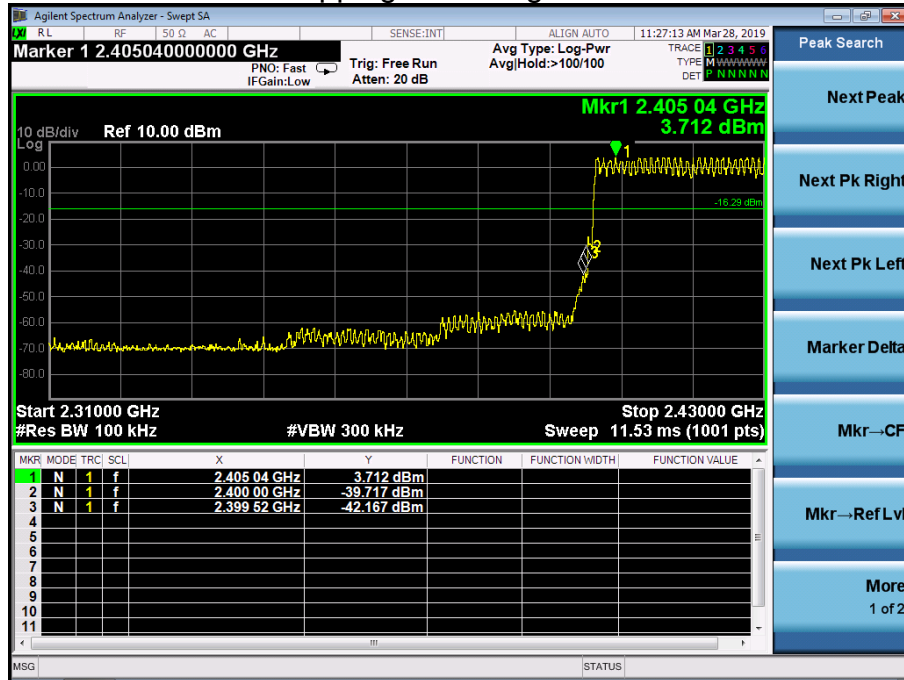 Agilent Spectrum Analyzer - Swept SA
LXI RL RF 50 Ω AC SENSE:INT ALIGN AUTO 11:27:13 AM Mar 28, 2019
Marker 1 2.405040000000 GHz
PNO: Fast
IFGain:Low
Trig: Free Run
Atten: 20 dB
Avg Type: Log-Pwr
Avg|Hold:>100/100
TRACE 1 2 3 4 5 6
TYPE M WWWWW
DET P N N N N N
Peak Search
Mkr1 2.405 04 GHz
3.712 dBm
10 dB/div Ref 10.00 dBm
Log
1
0.00
-10.0
-16.29 dBm
-20.0
-30.0
2
3
-40.0
-50.0
-60.0
-70.0
-80.0
Start 2.31000 GHz Stop 2.43000 GHz
#Res BW 100 kHz #VBW 300 kHz Sweep 11.53 ms (1001 pts)
MKR MODE TRC SCL X Y FUNCTION FUNCTION WIDTH FUNCTION VALUE
1 N 1 f 2.405 04 GHz 3.712 dBm
2 N 1 f 2.400 00 GHz -39.717 dBm
3 N 1 f 2.399 52 GHz -42.167 dBm
4
5
6
7
8
9
10
11
MSG STATUS
Next Peak
Next Pk Right
Next Pk Left
Marker Delta
Mkr→CF
Mkr→Ref Lvl
More
1 of 2